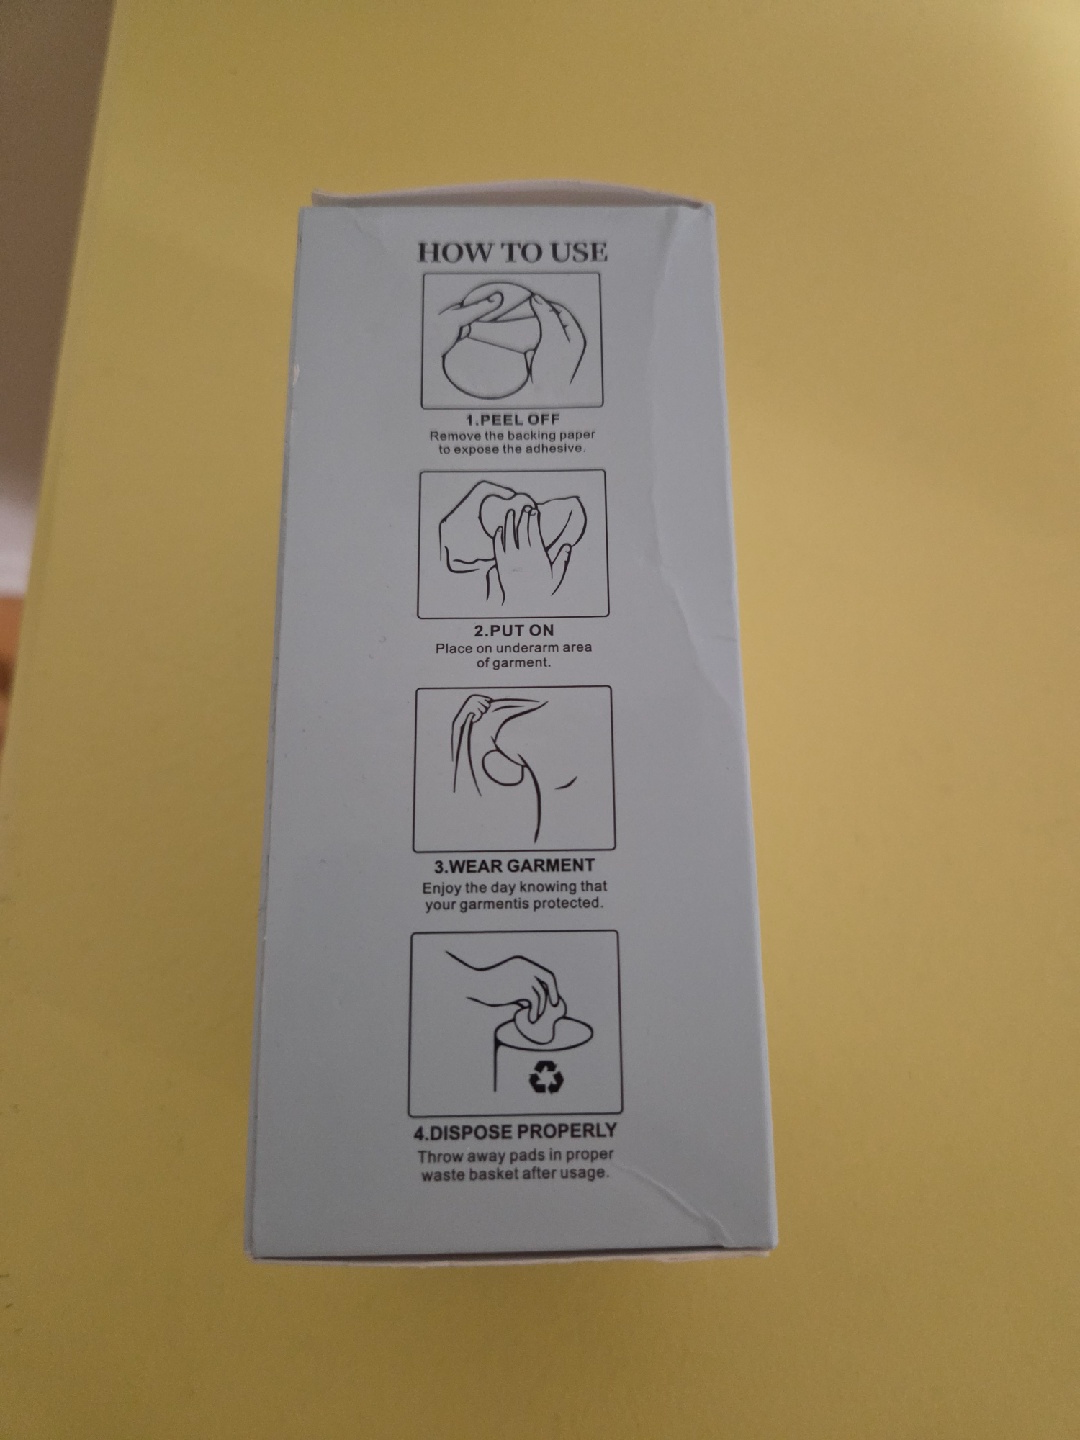 HOW TO USE
1.PEEL OFF
Remove the backing paper
to expose the adhesive.
2.PUT ON
Place on underarm area
of garment.
3.WEAR GARMENT
Enjoy the day knowing that
your garmentis protected.
4.DISPOSE PROPERLY
Throw away pads in proper
waste basket after usage.